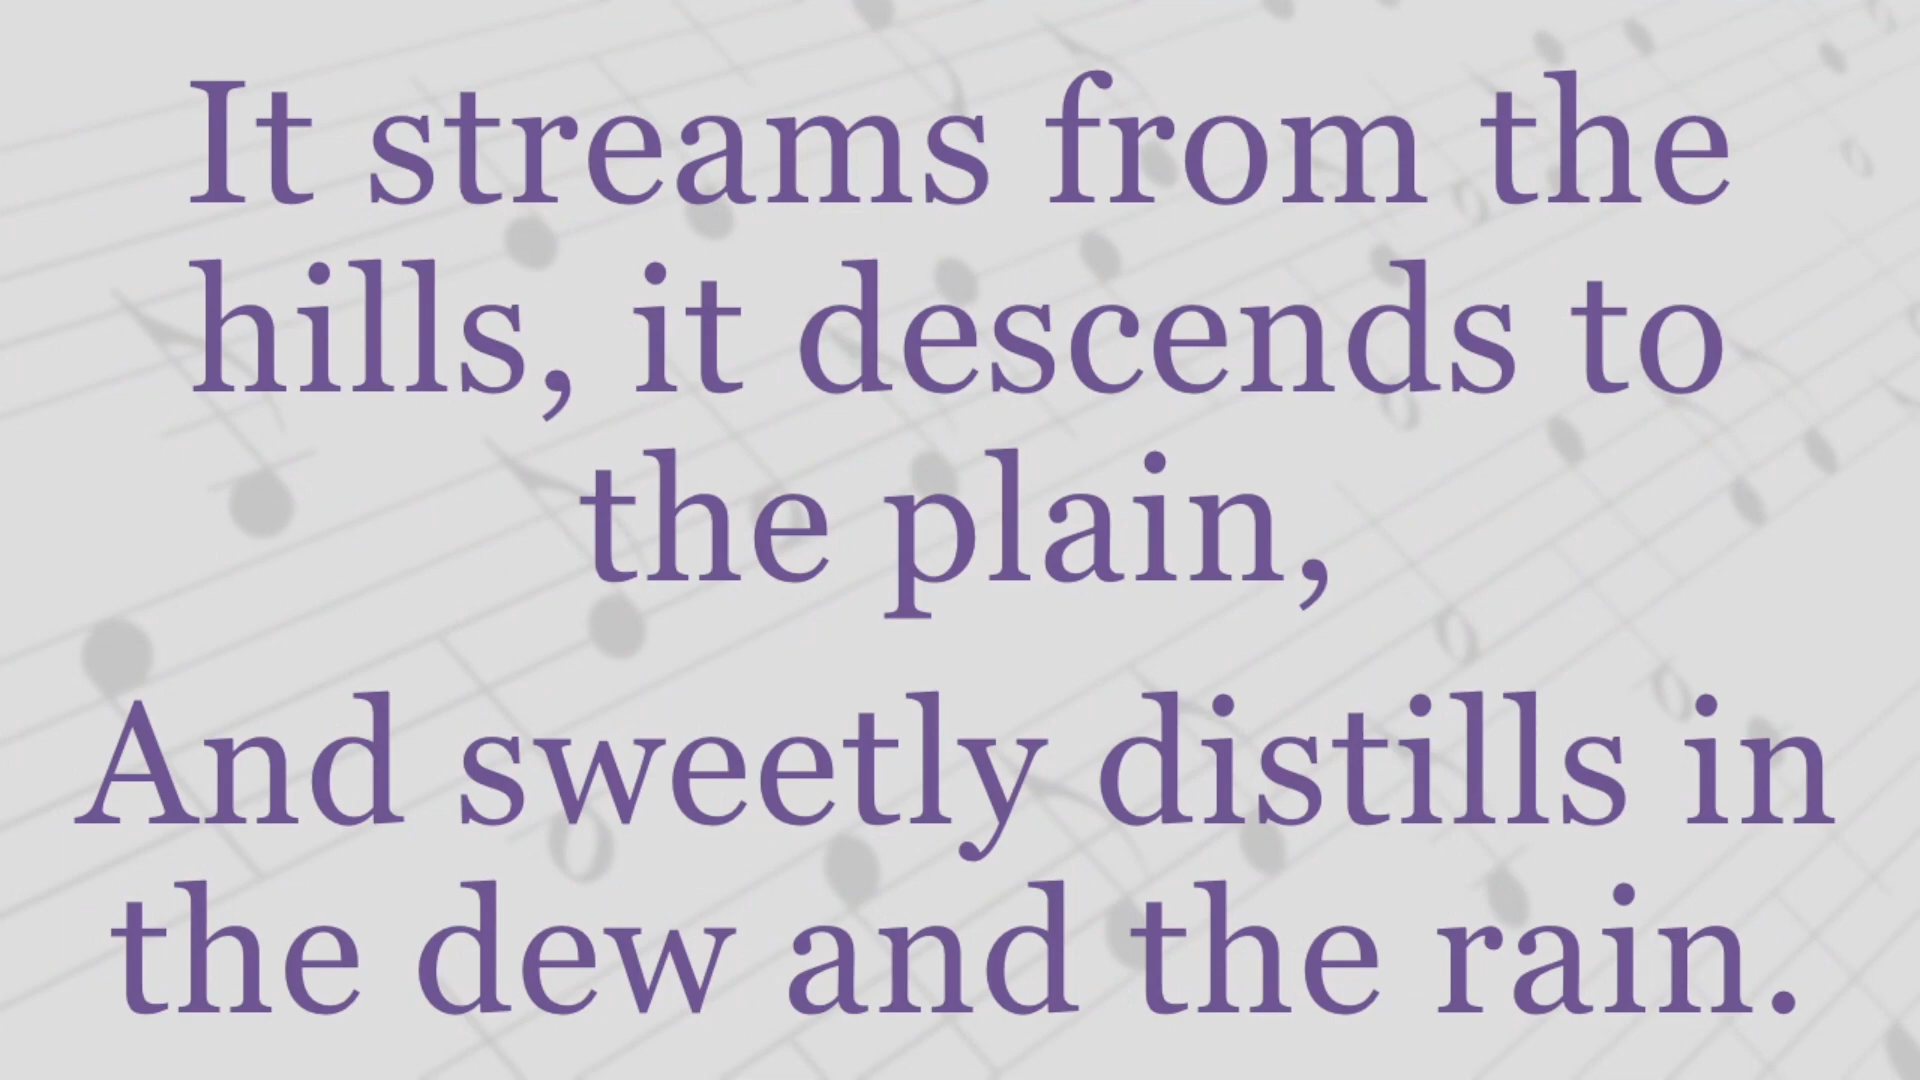 It streams from the
hills, it descends to
the plain,
And sweetly distills in
the dew and the rain.